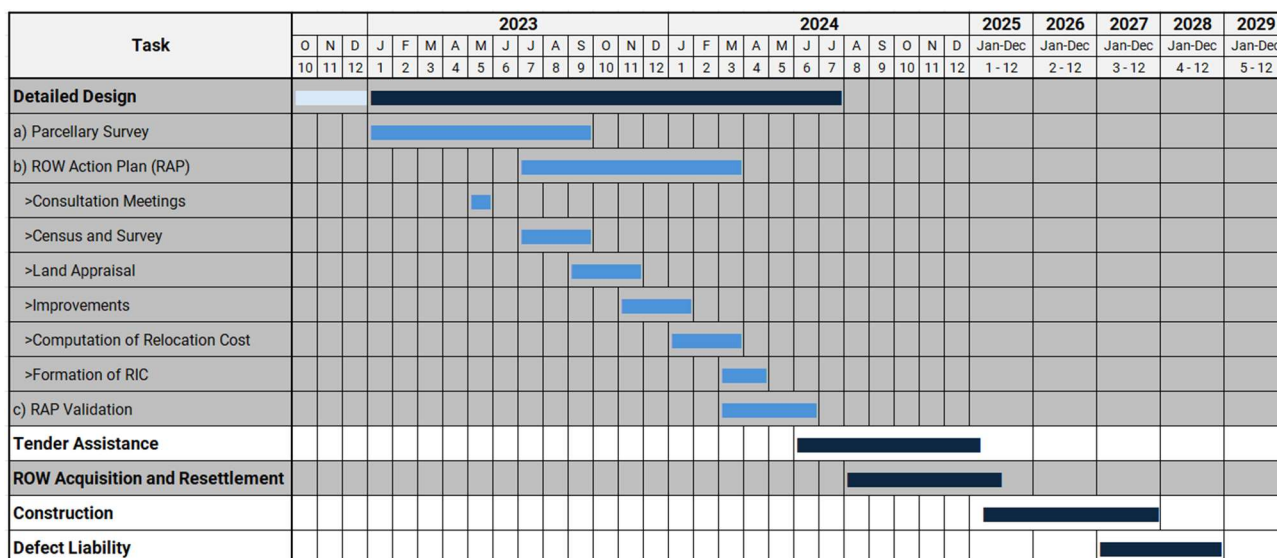 Task
2023 2024 2025 2026 2027 2028 2029
O N D J F M A M J J A S O N D J F M A M J J A S O N D Jan-Dec Jan-Dec Jan-Dec Jan-Dec Jan-Dec
10 11 12 1 2 3 4 5 6 7 8 9 10 11 12 1 2 3 4 5 6 7 8 9 10 11 12 1 - 12 2 - 12 3 - 12 4 - 12 5 - 12
Detailed Design
a) Parcellary Survey
b) ROW Action Plan (RAP)
>Consultation Meetings
>Census and Survey
>Land Appraisal
>Improvements
>Computation of Relocation Cost
>Formation of RIC
c) RAP Validation
Tender Assistance
ROW Acquisition and Resettlement
Construction
Defect Liability